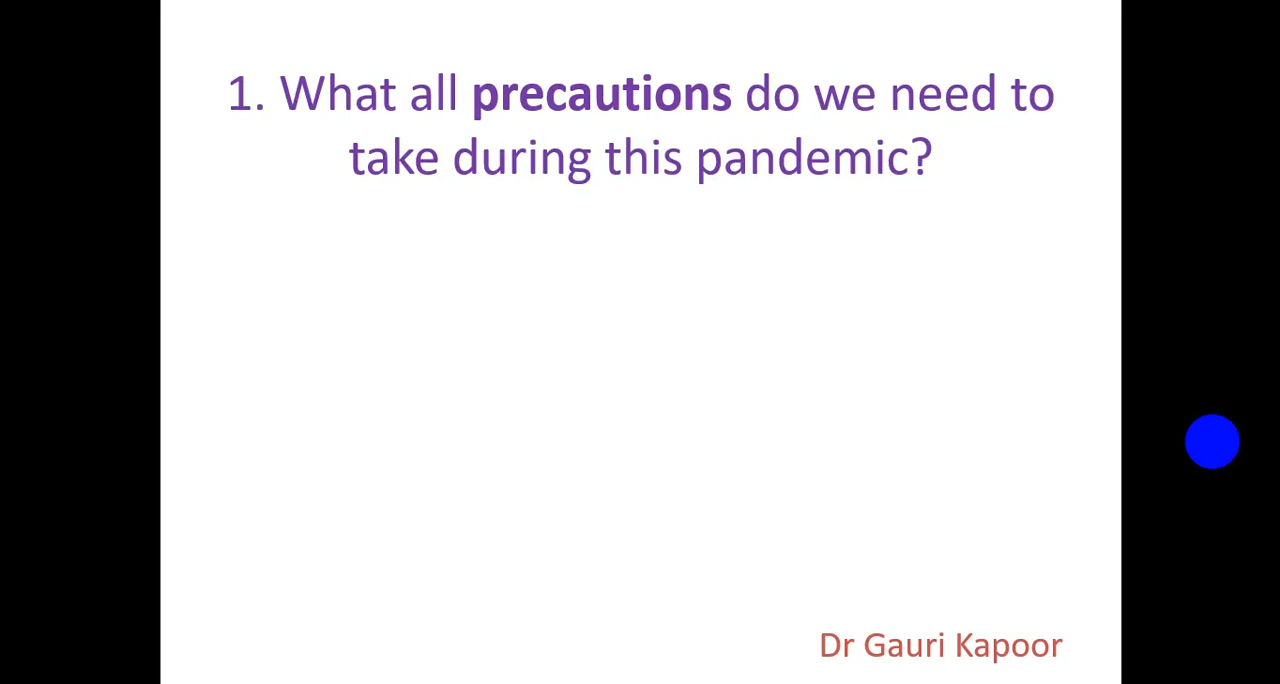 1. What all precautions do we need to
take during this pandemic?
Dr Gauri Kapoor